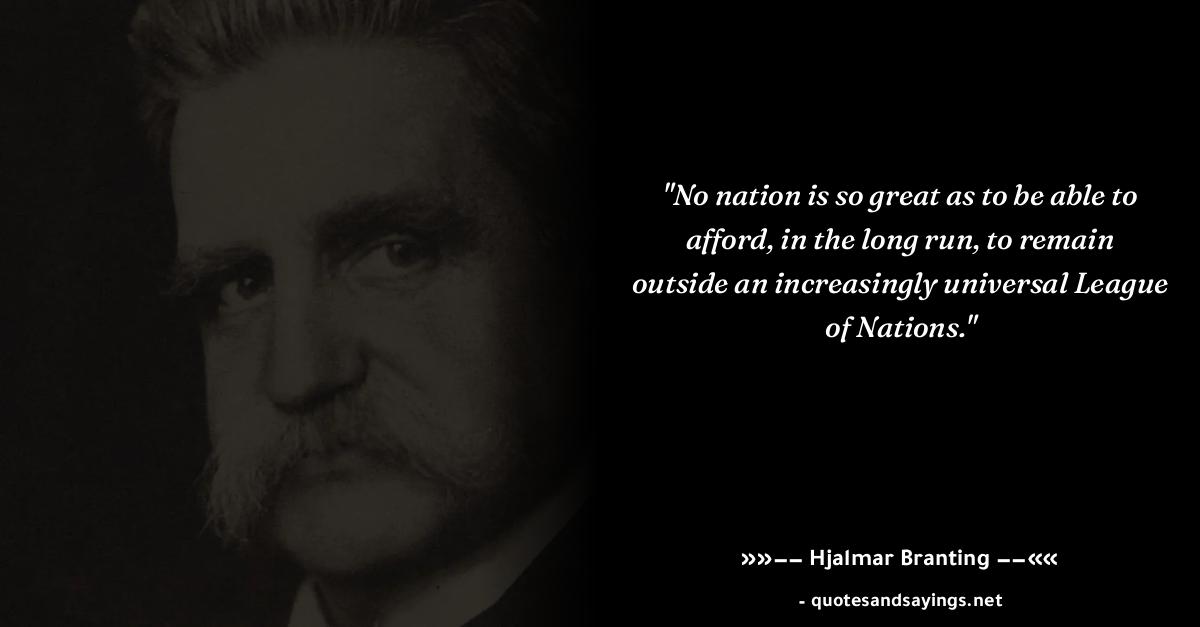 "No nation is so great as to be able to
afford, in the long run, to remain
outside an increasingly universal League
of Nations."
»»−− Hjalmar Branting −−««
- quotesandsayings.net